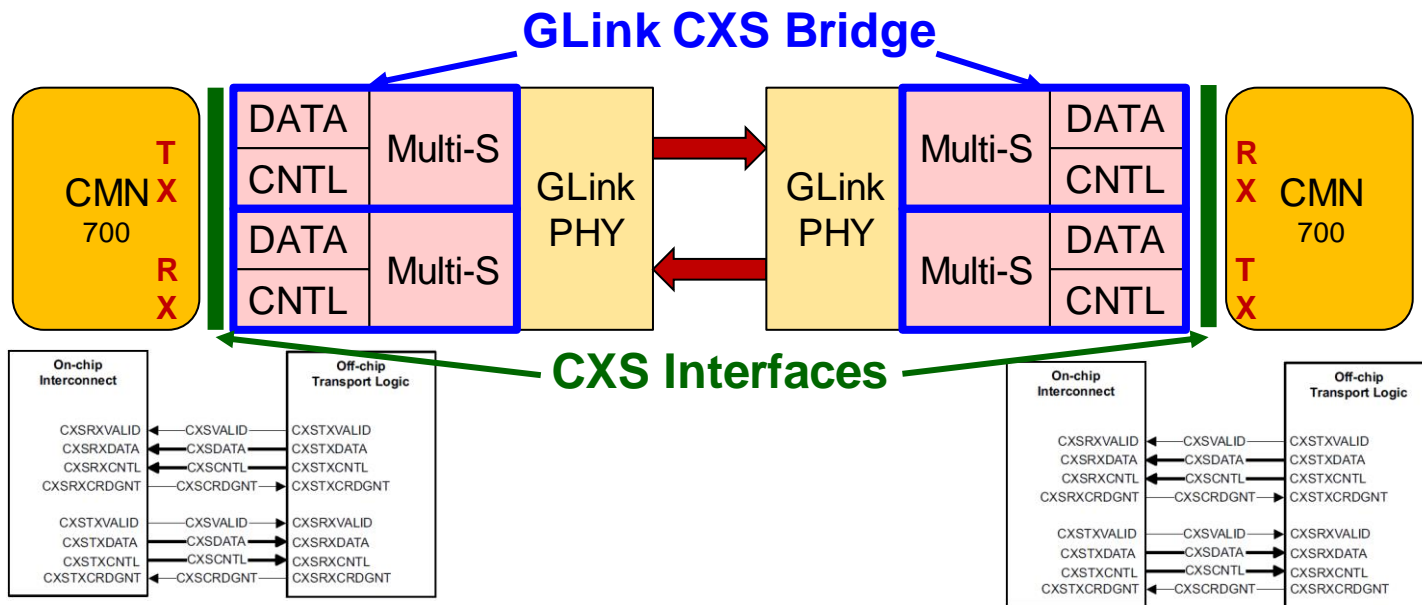 GLink CXS Bridge
CMN
700
T
X
R
X
DATA
CNTL
Multi-S
DATA
CNTL
Multi-S
GLink
PHY
GLink
PHY
Multi-S
DATA
CNTL
Multi-S
DATA
CNTL
R
X
T
X
CMN
700
CXS Interfaces
On-chip
Interconnect
Off-chip
Transport Logic
CXSRXVALID CXSVALID CXSTXVALID
CXSRXDATA CXSDATA CXSTXDATA
CXSRXCNTL CXSCNTL CXSTXCNTL
CXSRXCRDGNT CXSCRDGNT CXSTXCRDGNT
CXSTXVALID CXSVALID CXSRXVALID
CXSTXDATA CXSDATA CXSRXDATA
CXSTXCNTL CXSCNTL CXSRXCNTL
CXSTXCRDGNT CXSCRDGNT CXSRXCRDGNT
On-chip
Interconnect
Off-chip
Transport Logic
CXSRXVALID CXSVALID CXSTXVALID
CXSRXDATA CXSDATA CXSTXDATA
CXSRXCNTL CXSCNTL CXSTXCNTL
CXSRXCRDGNT CXSCRDGNT CXSTXCRDGNT
CXSTXVALID CXSVALID CXSRXVALID
CXSTXDATA CXSDATA CXSRXDATA
CXSTXCNTL CXSCNTL CXSRXCNTL
CXSTXCRDGNT CXSCRDGNT CXSRXCRDGNT